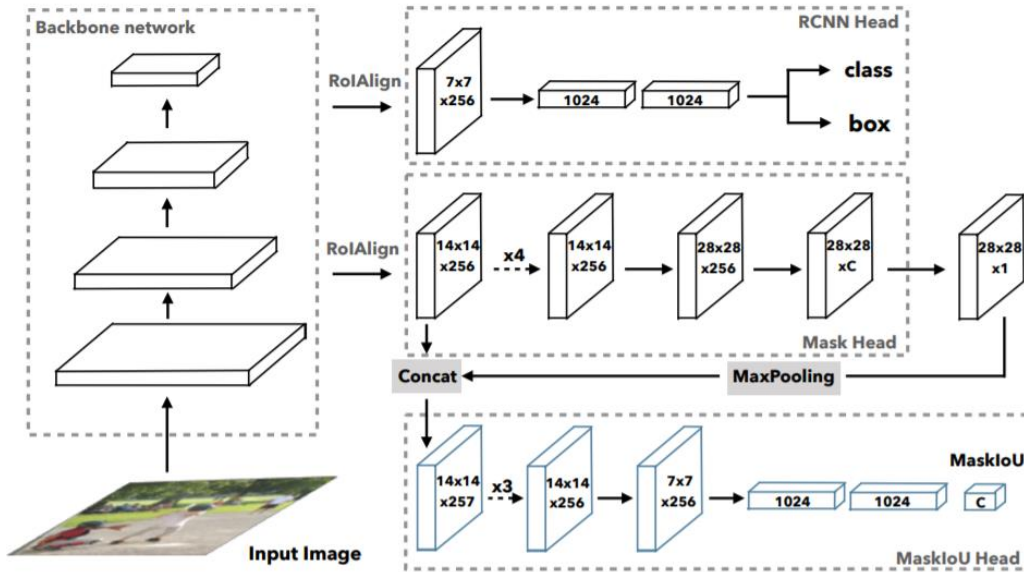 Backbone network
RCNN Head
RoIAlign
7x7
x256
1024
1024
class
box
RoIAlign
14x14
x256
x4
14x14
x256
28x28
x256
28x28
xC
28x28
x1
Mask Head
Concat
MaxPooling
14x14
x257
x3
14x14
x256
7x7
x256
1024
1024
MaskIoU
C
Input Image
MaskIoU Head